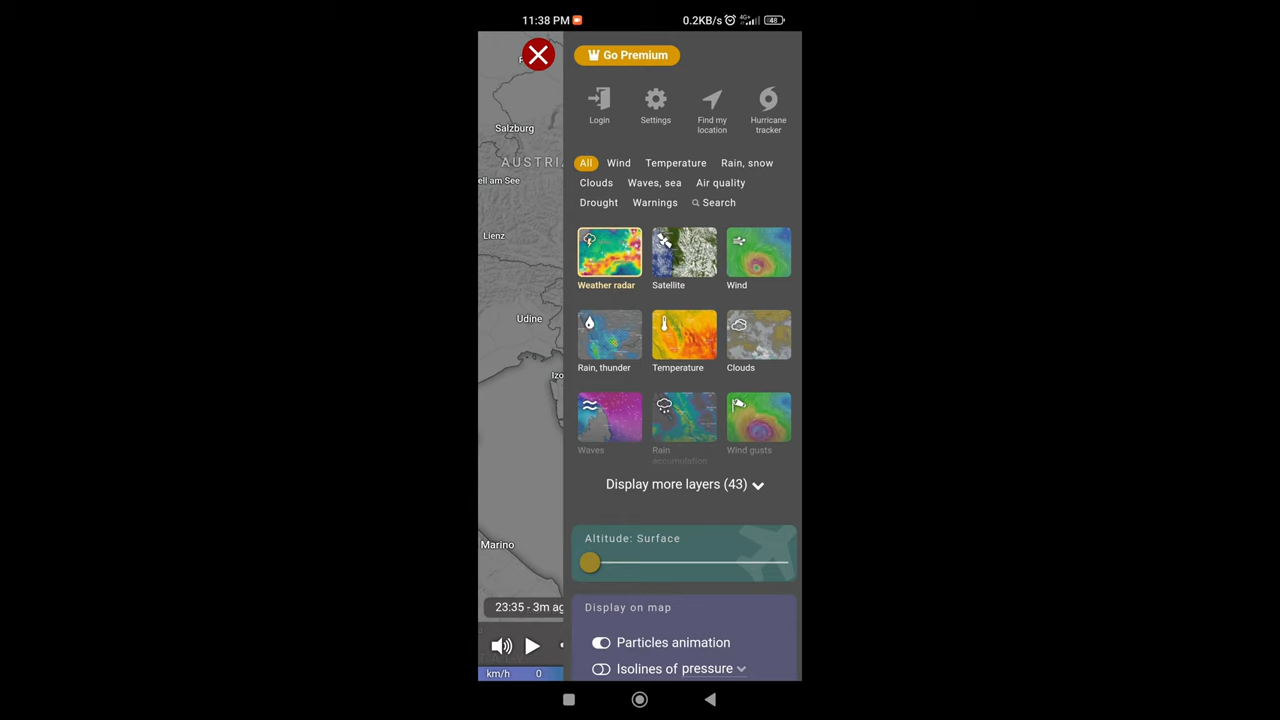 11:38 PM
0.2KB/s
4G+
48
Go Premium
Salzburg
AUSTRI
ell am See
Lienz
Udine
Izo
Marino
23:35 - 3m ag
km/h 0
Login
Settings
Find my
location
Hurricane
tracker
All Wind Temperature Rain, snow
Clouds Waves, sea Air quality
Drought Warnings Search
Weather radar
Satellite
Wind
Rain, thunder
Temperature
Clouds
Waves
Rain
accumulation
Wind gusts
Display more layers (43)
Altitude: Surface
Display on map
Particles animation
Isolines of pressure